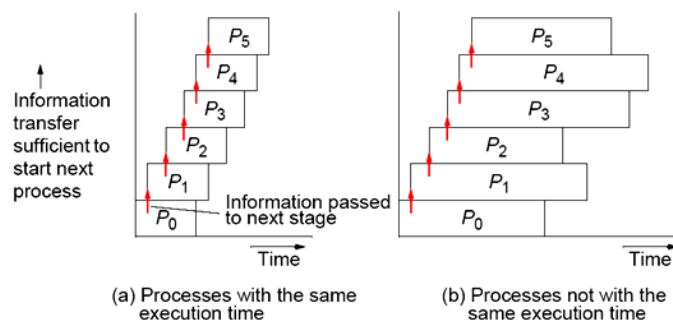 P5
P4
P3
P2
P1
P0
Information
transfer
sufficient to
start next
process
Information passed
to next stage
Time
(a) Processes with the same
execution time
P5
P4
P3
P2
P1
P0
Time
(b) Processes not with the
same execution time